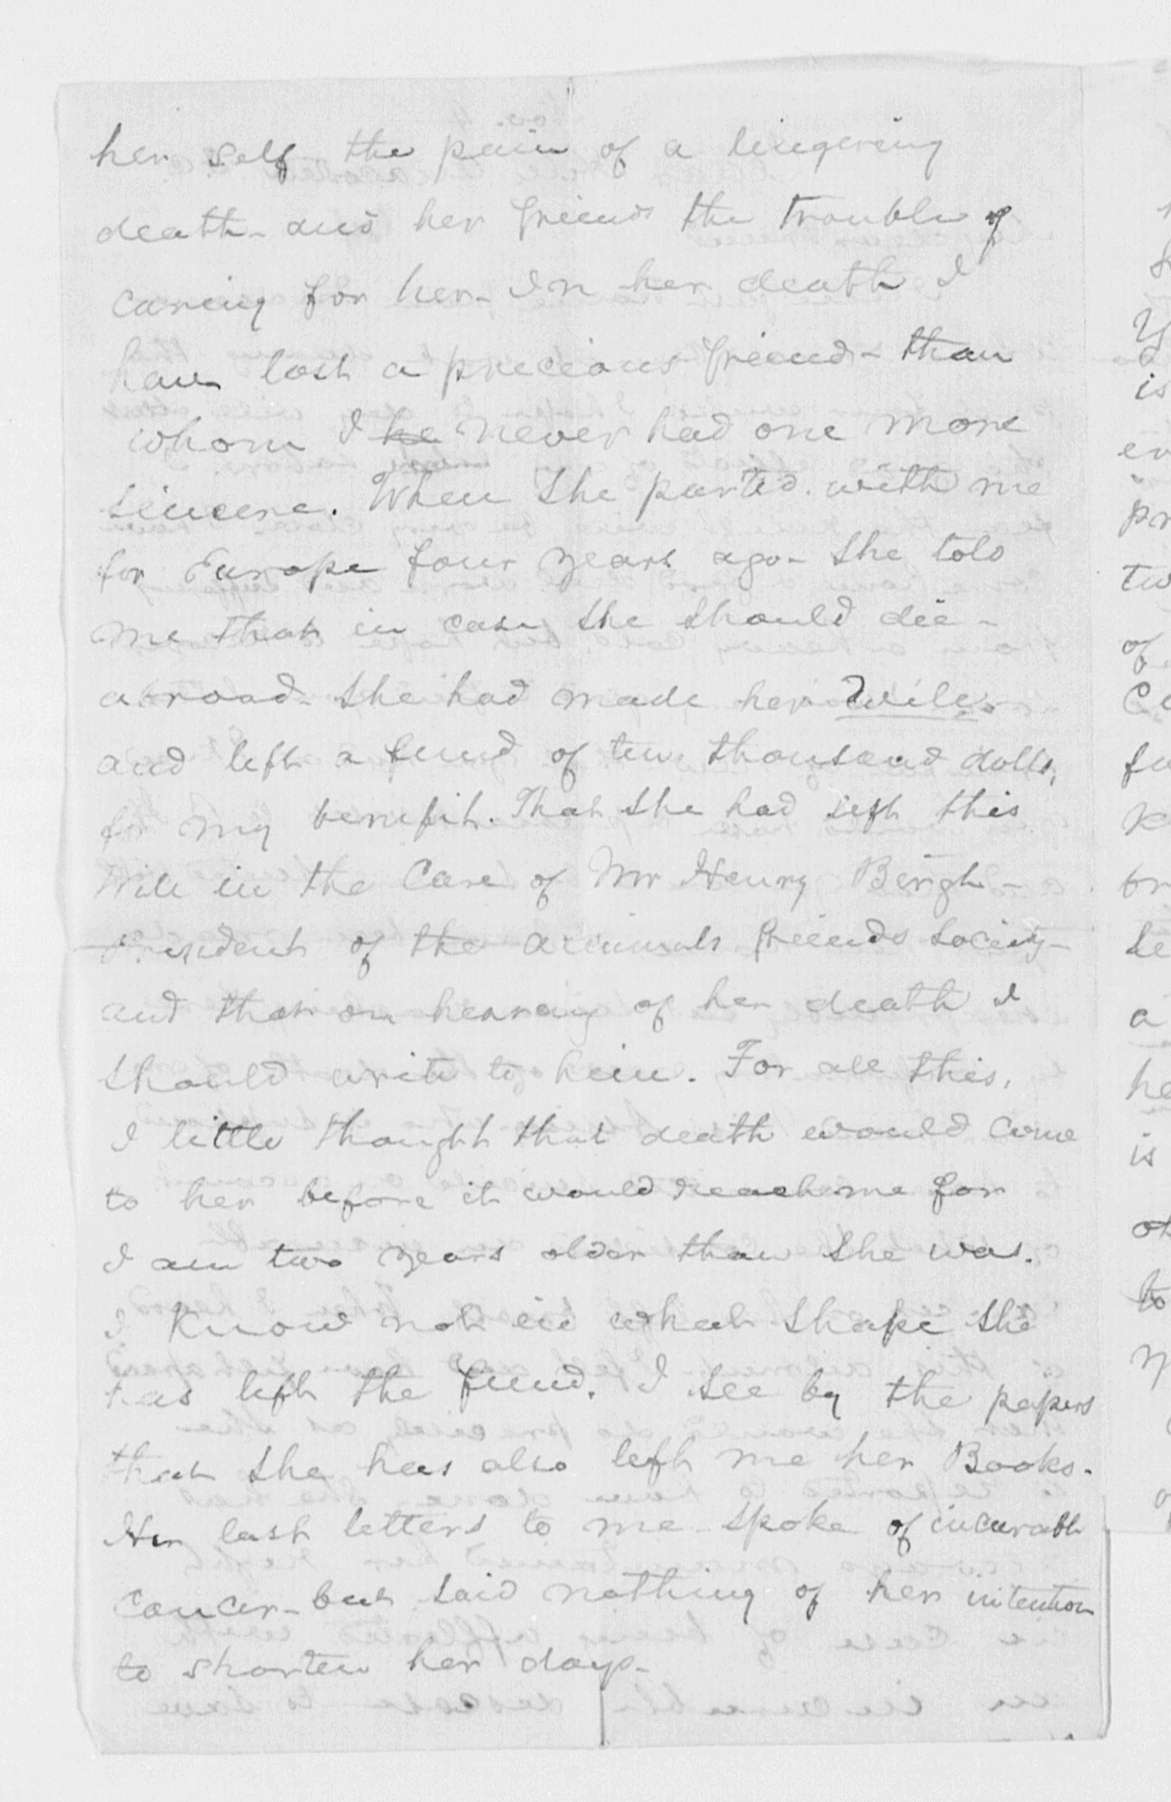 her self the pain of a lingering
death - and her friends the trouble of
caring for her - In her death I
have lost a precious friend - than
whom I he never had one more
sincere. When she parted with me
for Europe four years ago - she told
me that in case she should die -
abroad - she had made her will
and left a fund of ten thousand dolls,
for my benefit. That she had left this
Will in the care of Mr Henry Bergh -
President of the animals friends society -
and that on hearing of her death I
should write to him. For all this,
I little thought that death would come
to her before it would reach me for
I am two years older than she was.
I know not in what shape she
has left the fund. I see by the papers
that she has also left me her Books.
Her last letters to me spoke of incurable
cancer - but said nothing of her intention
to shorten her days -